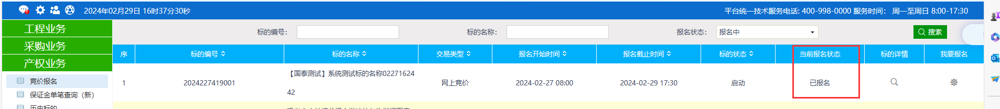 2024年02月29日 16时37分30秒
平台统一技术服务电话: 400-998-0000 服务时间： 周一至周日 8:00-17:30
工程业务
采购业务
产权业务
竞价报名
保证金单笔查询（新）
历史标的
标的编号：
标的名称：
报名状态：
报名中
搜索
序
标的编号
标的名称
交易类型
报名开始时间
报名截止时间
标的状态
当前报名状态
标的详情
我要报名
1
2024227419001
【国泰测试】系统测试标的名称02271624
42
网上竞价
2024-02-27 08:00
2024-02-29 17:30
启动
已报名